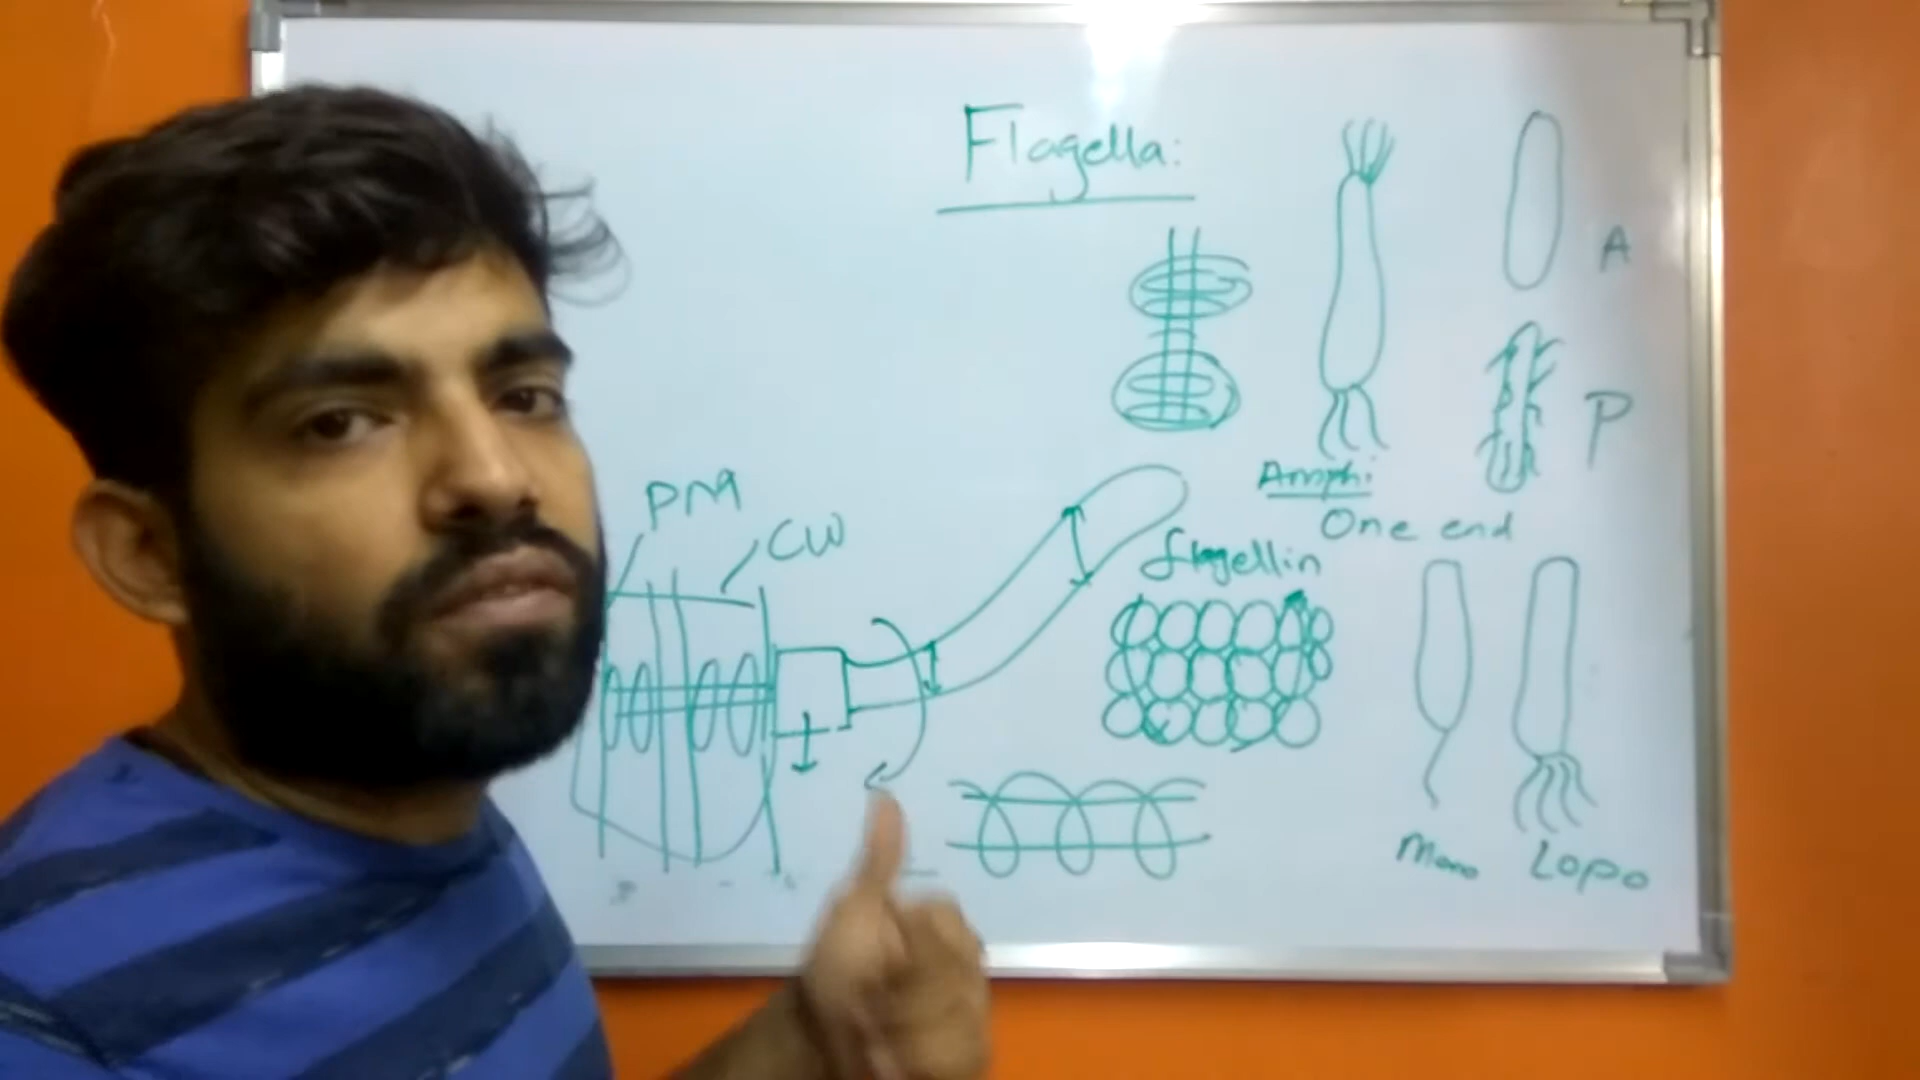 Flagella:
A
P
Amphi
One end
PM
CW
flagellin
Mono
Lopo